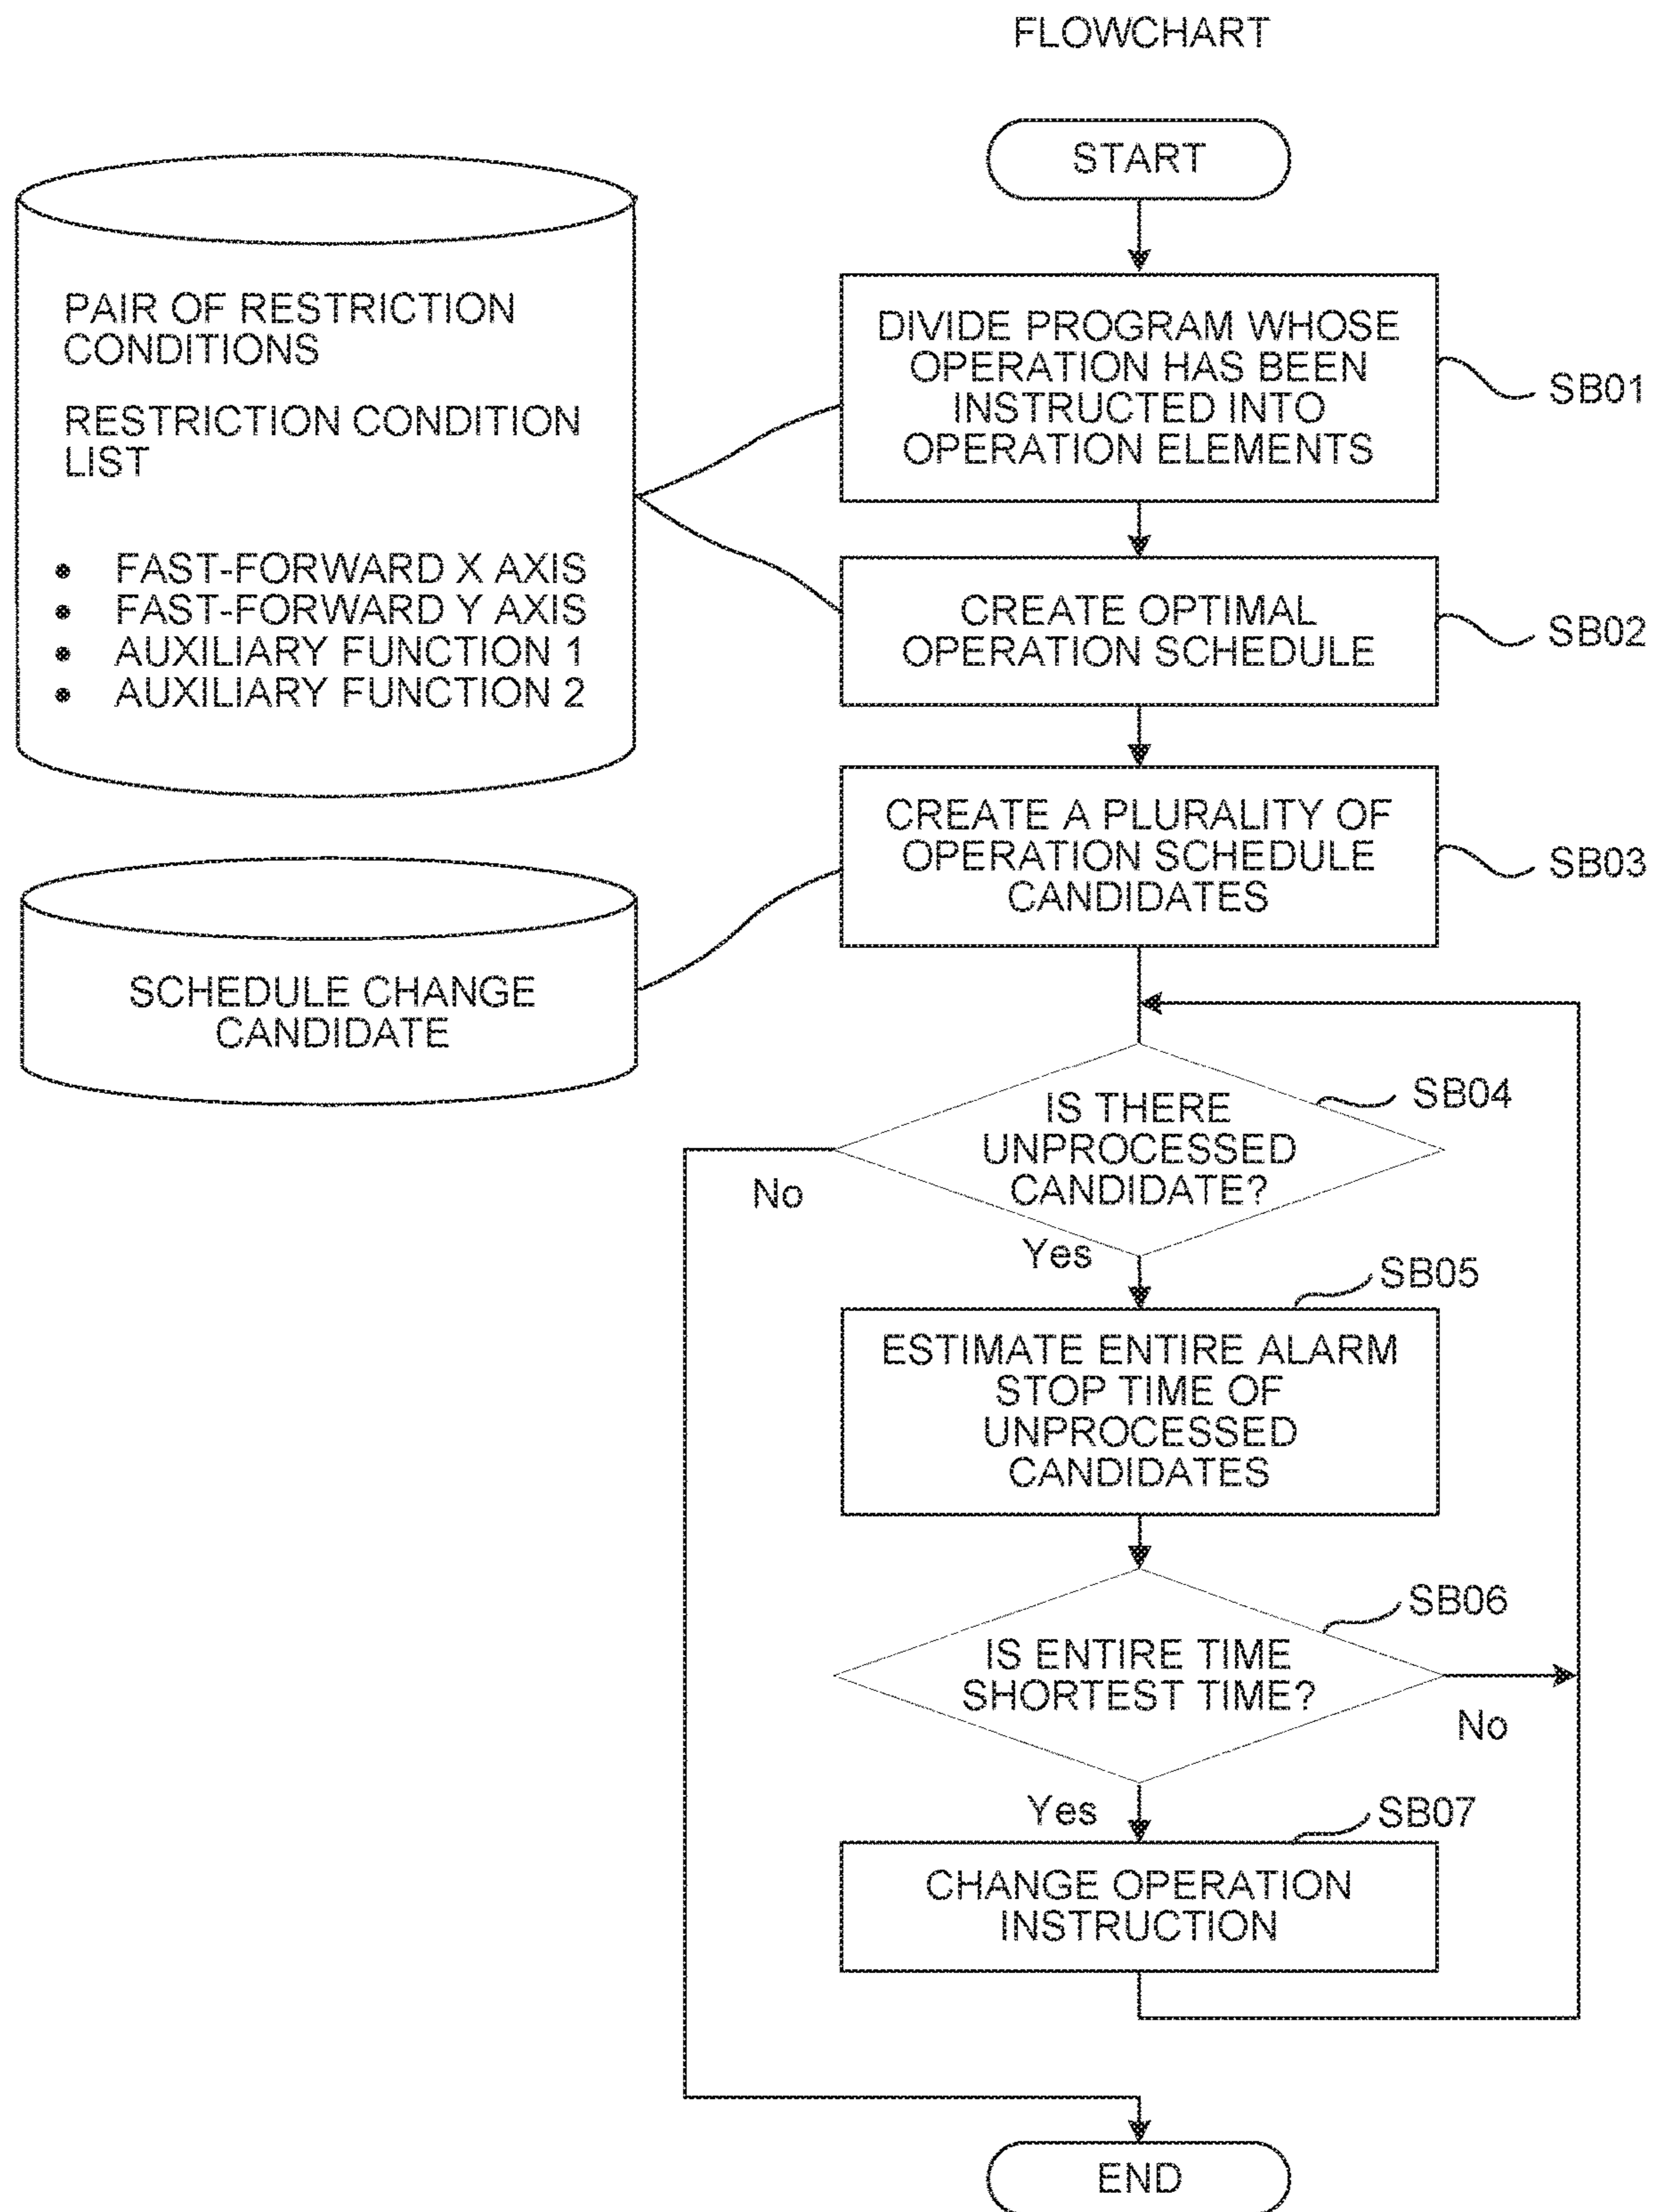 FLOWCHART
START
PAIR OF RESTRICTION
CONDITIONS
RESTRICTION CONDITION
LIST
• FAST-FORWARD X AXIS
• FAST-FORWARD Y AXIS
• AUXILIARY FUNCTION 1
• AUXILIARY FUNCTION 2
DIVIDE PROGRAM WHOSE
OPERATION HAS BEEN
INSTRUCTED INTO
OPERATION ELEMENTS
SB01
CREATE OPTIMAL
OPERATION SCHEDULE
SB02
CREATE A PLURALITY OF
OPERATION SCHEDULE
CANDIDATES
SB03
SCHEDULE CHANGE
CANDIDATE
IS THERE
UNPROCESSED
CANDIDATE?
SB04
No
Yes
SB05
ESTIMATE ENTIRE ALARM
STOP TIME OF
UNPROCESSED
CANDIDATES
SB06
IS ENTIRE TIME
SHORTEST TIME?
No
Yes
SB07
CHANGE OPERATION
INSTRUCTION
END